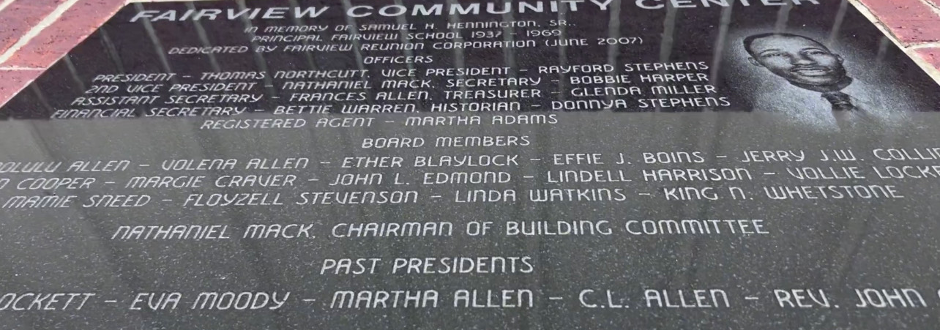 FAIRVIEW COMMUNITY CENTER
IN MEMORY OF SAMUEL H. HENNINGTON, SR.,
PRINCIPAL FAIRVIEW SCHOOL 1937 - 1969
DEDICATED BY FAIRVIEW REUNION CORPORATION (JUNE 2007)
OFFICERS
PRESIDENT - THOMAS NORTHCUTT, VICE PRESIDENT - RAYFORD STEPHENS
2ND VICE PRESIDENT - NATHANIEL MACK, SECRETARY - BOBBIE HARPER
ASSISTANT SECRETARY - FRANCES ALLEN, TREASURER - GLENDA MILLER
FINANCIAL SECRETARY - BETTIE WARREN, HISTORIAN - DONNYA STEPHENS
REGISTERED AGENT - MARTHA ADAMS
BOARD MEMBERS
ALLEN - VOLENA ALLEN - ETHER BLAYLOCK - EFFIE J. BOINS - JERRY J.W.
COOPER - MARGIE CRAVER - JOHN L. EDMOND - LINDELL HARRISON - VOLLIE
MAMIE SNEED - FLOYZELL STEVENSON - LINDA WATKINS - KING N. WHETSTONE
NATHANIEL MACK, CHAIRMAN OF BUILDING COMMITTEE
PAST PRESIDENTS
OCKETT - EVA MOODY - MARTHA ALLEN - C.L. ALLEN - REV. JOHN